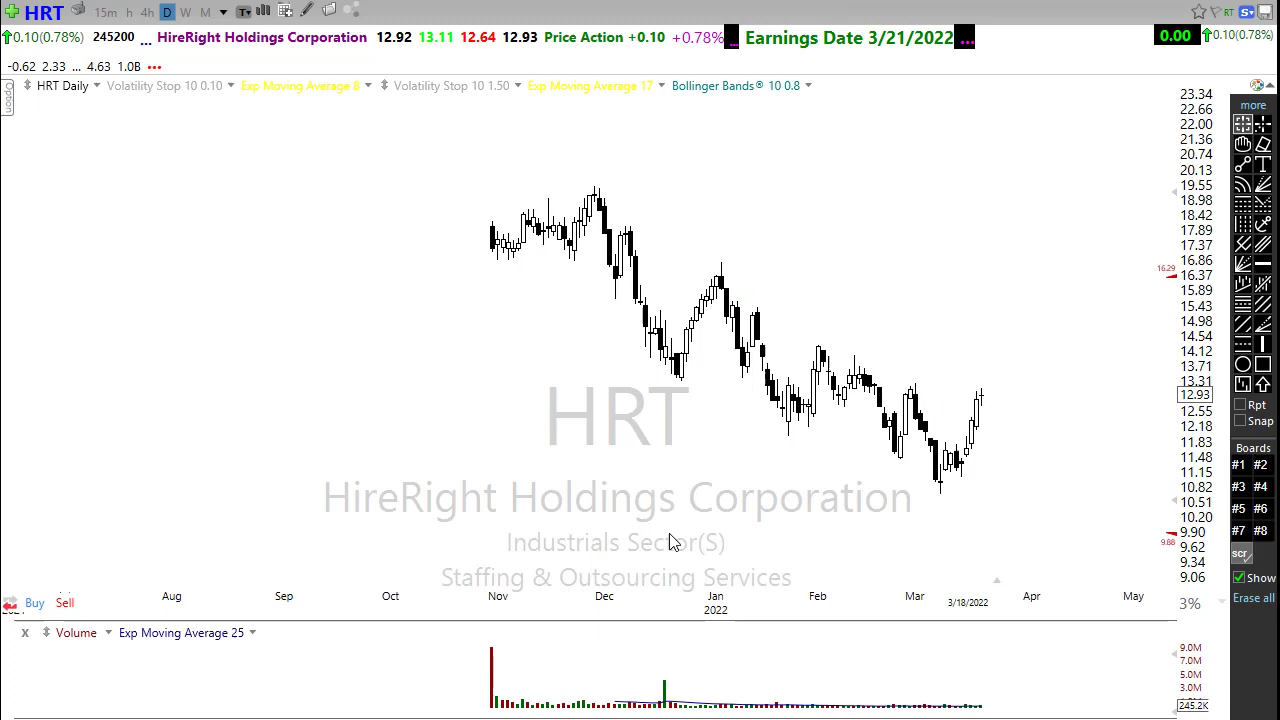 HRT 15m h 4h D W M T RT S
0.10(0.78%) 245200 ... HireRight Holdings Corporation 12.92 13.11 12.64 12.93 Price Action +0.10 +0.78% ... Earnings Date 3/21/2022 ... 0.00 0.10(0.78%)
-0.62 2.33 ... 4.63 1.0B ...
Option
HRT Daily Volatility Stop 10 0.10 Exp Moving Average 8 Volatility Stop 10 1.50 Exp Moving Average 17 Bollinger Bands® 10 0.8
23.34
22.66
22.00
21.36
20.74
20.13
19.55
18.98
18.42
17.89
17.37
16.86
16.29
16.37
15.89
15.43
14.98
14.54
14.12
13.71
13.31
12.93
12.55
12.18
11.83
11.48
11.15
10.82
10.51
10.20
9.90
9.88
9.62
9.34
9.06
HRT
HireRight Holdings Corporation
Industrials Sector(S)
Staffing & Outsourcing Services
Aug Sep Oct Nov Dec Jan Feb Mar Apr May
2022 3/18/2022
Buy Sell
3%
X Volume Exp Moving Average 25
9.0M
7.0M
5.0M
3.0M
245.2K
more
T
Rpt
Snap
Boards
#1 #2
#3 #4
#5 #6
#7 #8
scr
Show
Erase all